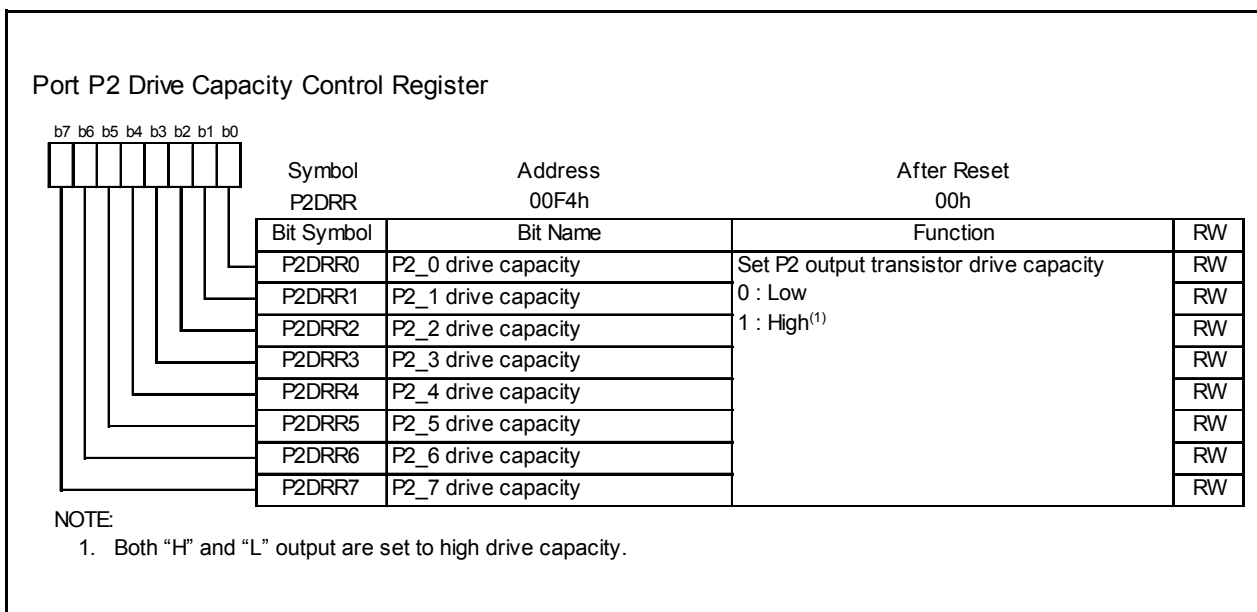 Port P2 Drive Capacity Control Register
b7 b6 b5 b4 b3 b2 b1 b0
Symbol Address After Reset
P2DRR 00F4h 00h
Bit Symbol Bit Name Function RW
P2DRR0 P2_0 drive capacity Set P2 output transistor drive capacity RW
P2DRR1 P2_1 drive capacity 0 : Low RW
P2DRR2 P2_2 drive capacity 1 : High(1) RW
P2DRR3 P2_3 drive capacity RW
P2DRR4 P2_4 drive capacity RW
P2DRR5 P2_5 drive capacity RW
P2DRR6 P2_6 drive capacity RW
P2DRR7 P2_7 drive capacity RW
NOTE:
1. Both “H” and “L” output are set to high drive capacity.